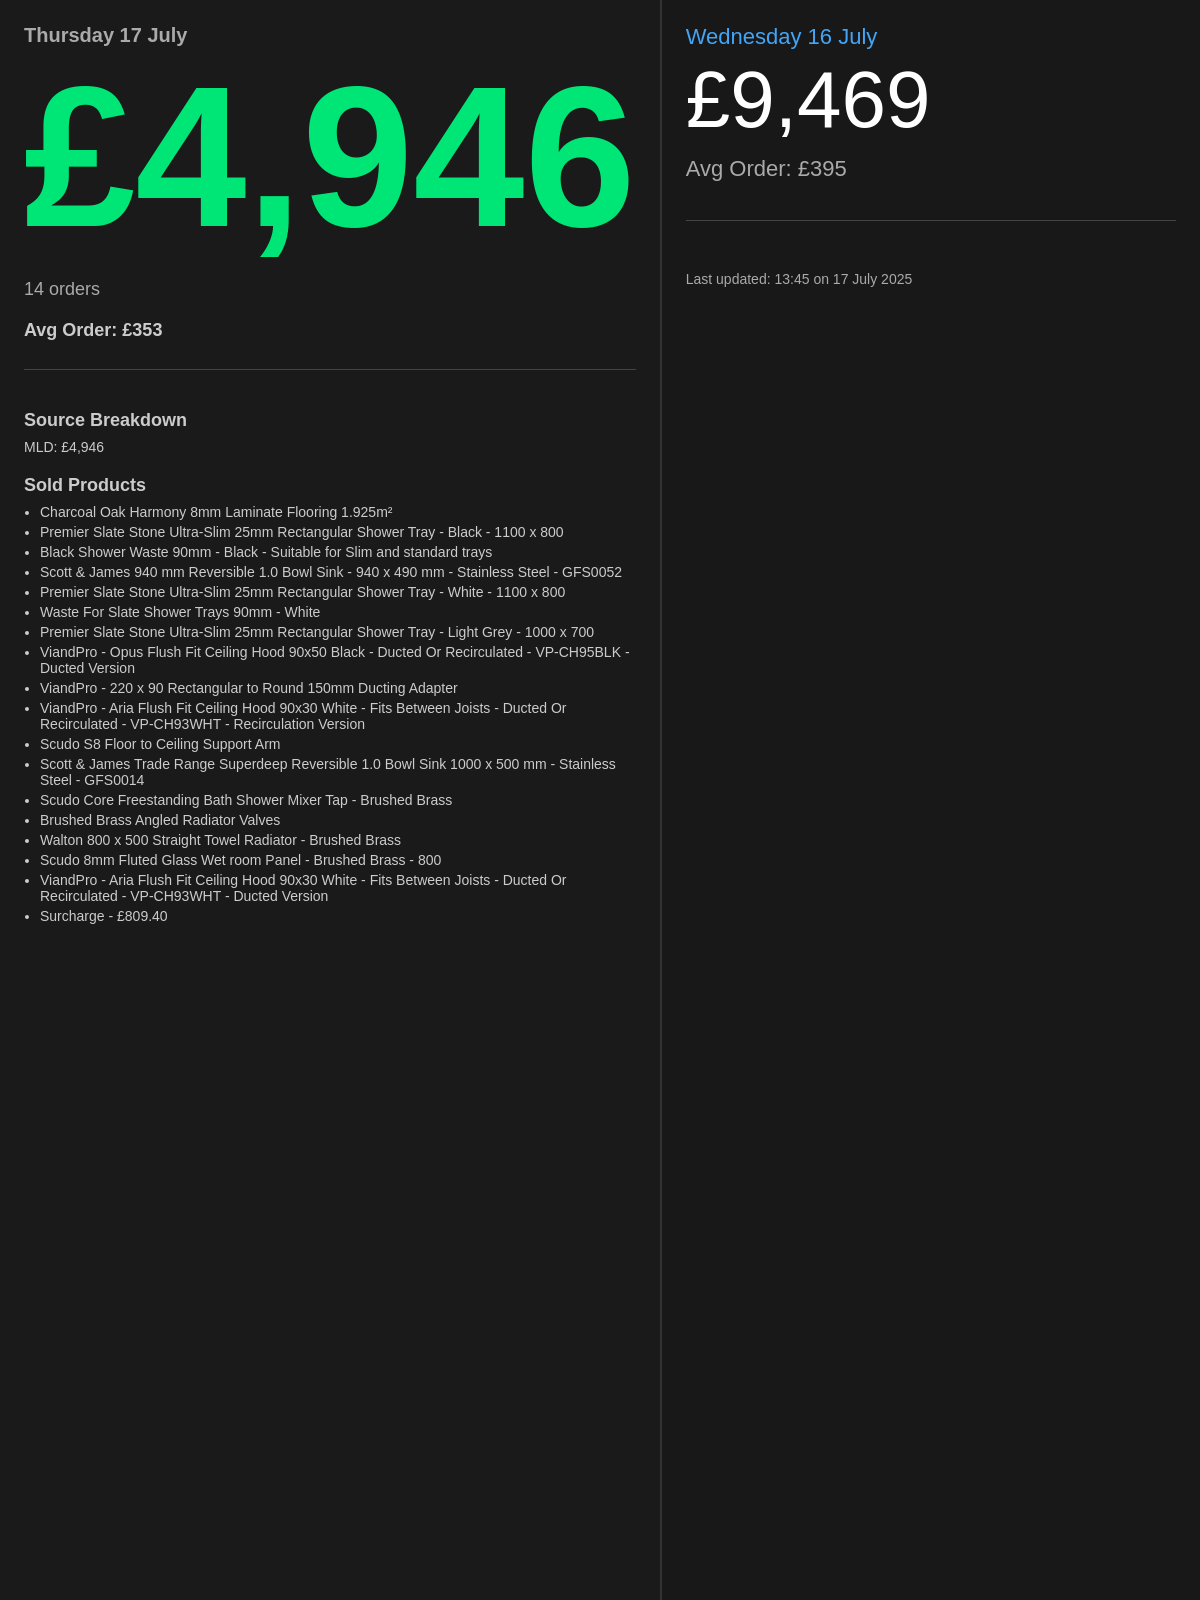 Thursday 17 July
£4,946
14 orders
Avg Order: £353
Source Breakdown
MLD: £4,946
Sold Products
• Charcoal Oak Harmony 8mm Laminate Flooring 1.925m²
• Premier Slate Stone Ultra-Slim 25mm Rectangular Shower Tray - Black - 1100 x 800
• Black Shower Waste 90mm - Black - Suitable for Slim and standard trays
• Scott & James 940 mm Reversible 1.0 Bowl Sink - 940 x 490 mm - Stainless Steel - GFS0052
• Premier Slate Stone Ultra-Slim 25mm Rectangular Shower Tray - White - 1100 x 800
• Waste For Slate Shower Trays 90mm - White
• Premier Slate Stone Ultra-Slim 25mm Rectangular Shower Tray - Light Grey - 1000 x 700
• ViandPro - Opus Flush Fit Ceiling Hood 90x50 Black - Ducted Or Recirculated - VP-CH95BLK -
Ducted Version
• ViandPro - 220 x 90 Rectangular to Round 150mm Ducting Adapter
• ViandPro - Aria Flush Fit Ceiling Hood 90x30 White - Fits Between Joists - Ducted Or
Recirculated - VP-CH93WHT - Recirculation Version
• Scudo S8 Floor to Ceiling Support Arm
• Scott & James Trade Range Superdeep Reversible 1.0 Bowl Sink 1000 x 500 mm - Stainless
Steel - GFS0014
• Scudo Core Freestanding Bath Shower Mixer Tap - Brushed Brass
• Brushed Brass Angled Radiator Valves
• Walton 800 x 500 Straight Towel Radiator - Brushed Brass
• Scudo 8mm Fluted Glass Wet room Panel - Brushed Brass - 800
• ViandPro - Aria Flush Fit Ceiling Hood 90x30 White - Fits Between Joists - Ducted Or
Recirculated - VP-CH93WHT - Ducted Version
• Surcharge - £809.40
Wednesday 16 July
£9,469
Avg Order: £395
Last updated: 13:45 on 17 July 2025